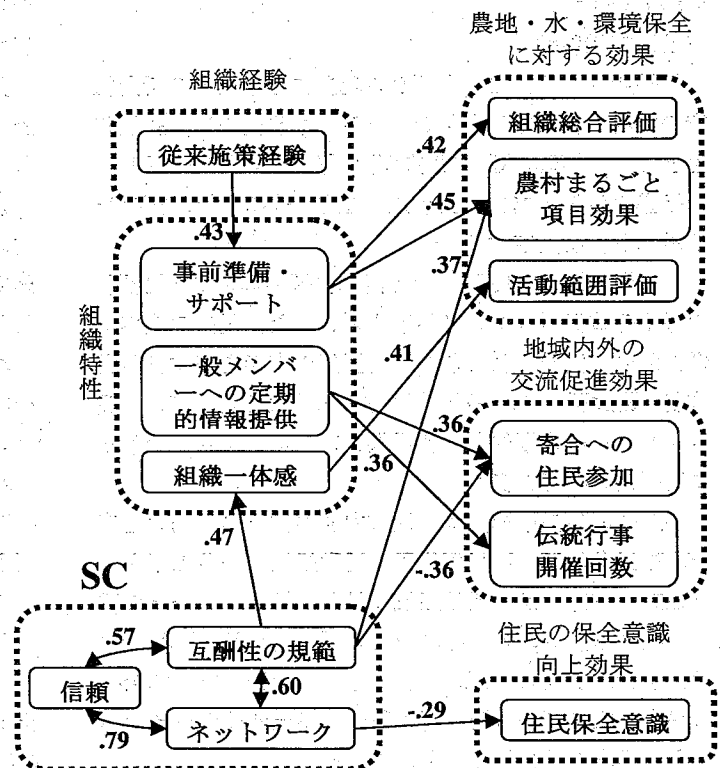 農地・水・環境保全
に対する効果
組織経験
従来施策経験
組織総合評価
.42
農村まるごと
項目効果
.45
.43
事前準備・
サポート
.37
活動範囲評価
組織特性
一般メンバ
ーへの定期
的情報提供
.41
地域内外の
交流促進効果
.36
寄合への
住民参加
組織一体感
.36
.47
伝統行事
開催回数
-.36
SC
.57
互酬性の規範
住民の保全意識
向上効果
信頼
.60
.79
ネットワーク
-.29
住民保全意識